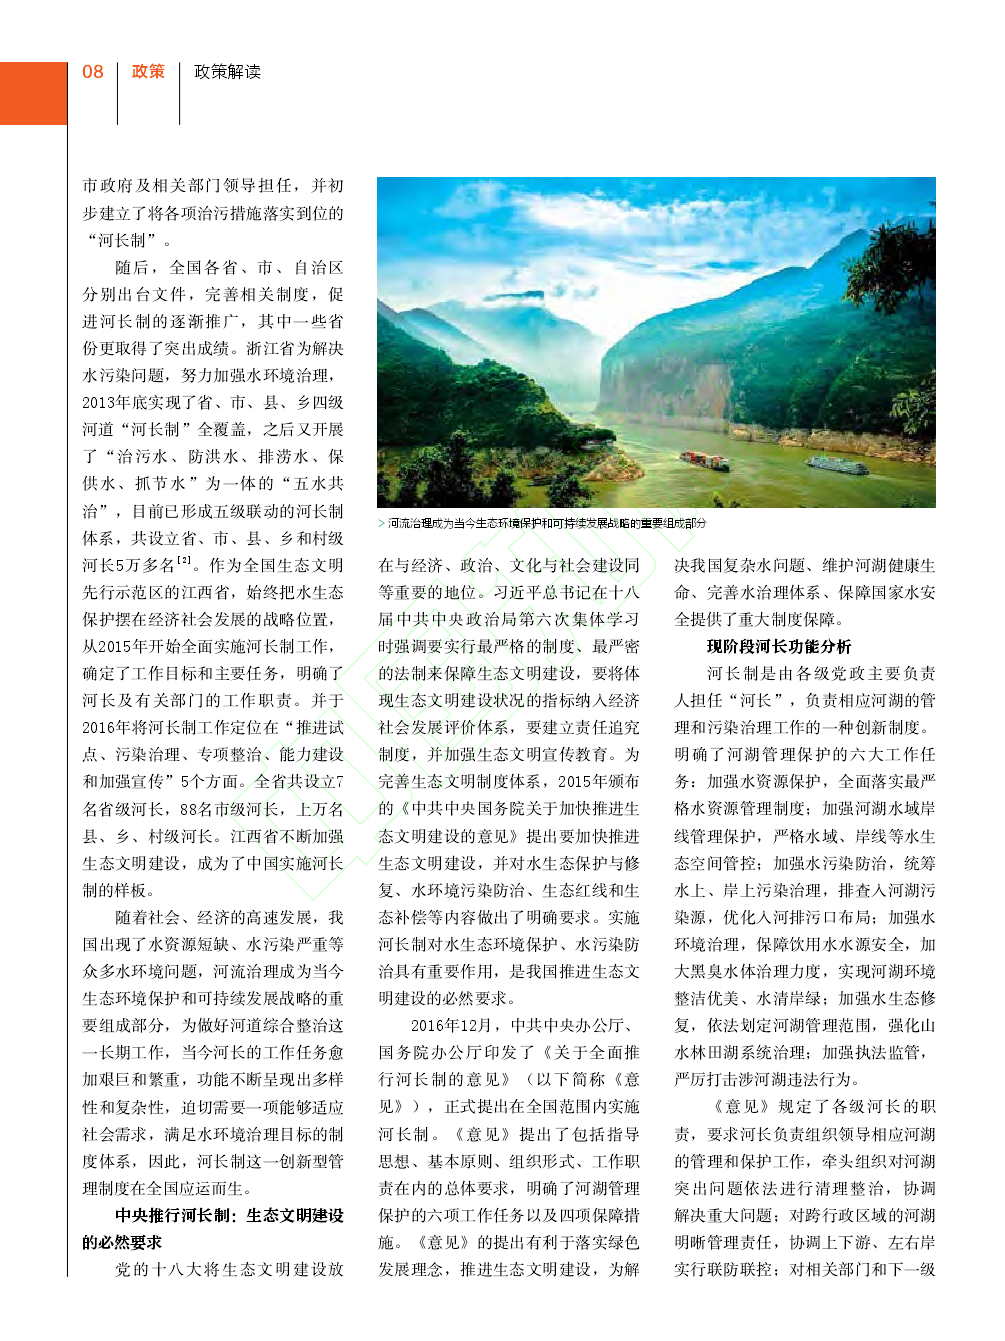 08 政策 政策解读
市政府及相关部门领导担任，并初
步建立了将各项治污措施落实到位的
“河长制”。
随后，全国各省、市、自治区
分别出台文件，完善相关制度，促
进河长制的逐渐推广，其中一些省
份更取得了突出成绩。浙江省为解决
水污染问题，努力加强水环境治理，
2013年底实现了省、市、县、乡四级
河道“河长制”全覆盖，之后又开展
了“治污水、防洪水、排涝水、保
供水、抓节水”为一体的“五水共
治”，目前已形成五级联动的河长制
体系，共设立省、市、县、乡和村级
河长5万多名[2]。作为全国生态文明
先行示范区的江西省，始终把水生态
保护摆在经济社会发展的战略位置，
从2015年开始全面实施河长制工作，
确定了工作目标和主要任务，明确了
河长及有关部门的工作职责。并于
2016年将河长制工作定位在“推进试
点、污染治理、专项整治、能力建设
和加强宣传”5个方面。全省共设立7
名省级河长，88名市级河长，上万名
县、乡、村级河长。江西省不断加强
生态文明建设，成为了中国实施河长
制的样板。
随着社会、经济的高速发展，我
国出现了水资源短缺、水污染严重等
众多水环境问题，河流治理成为当今
生态环境保护和可持续发展战略的重
要组成部分，为做好河道综合整治这
一长期工作，当今河长的工作任务愈
加艰巨和繁重，功能不断呈现出多样
性和复杂性，迫切需要一项能够适应
社会需求，满足水环境治理目标的制
度体系，因此，河长制这一创新型管
理制度在全国应运而生。
中央推行河长制：生态文明建设
的必然要求
党的十八大将生态文明建设放
> 河流治理成为当今生态环境保护和可持续发展战略的重要组成部分
在与经济、政治、文化与社会建设同
等重要的地位。习近平总书记在十八
届中共中央政治局第六次集体学习
时强调要实行最严格的制度、最严密
的法制来保障生态文明建设，要将体
现生态文明建设状况的指标纳入经济
社会发展评价体系，要建立责任追究
制度，并加强生态文明宣传教育。为
完善生态文明制度体系，2015年颁布
的《中共中央国务院关于加快推进生
态文明建设的意见》提出要加快推进
生态文明建设，并对水生态保护与修
复、水环境污染防治、生态红线和生
态补偿等内容做出了明确要求。实施
河长制对水生态环境保护、水污染防
治具有重要作用，是我国推进生态文
明建设的必然要求。
2016年12月，中共中央办公厅、
国务院办公厅印发了《关于全面推
行河长制的意见》（以下简称《意
见》），正式提出在全国范围内实施
河长制。《意见》提出了包括指导
思想、基本原则、组织形式、工作职
责在内的总体要求，明确了河湖管理
保护的六项工作任务以及四项保障措
施。《意见》的提出有利于落实绿色
发展理念，推进生态文明建设，为解
决我国复杂水问题、维护河湖健康生
命、完善水治理体系、保障国家水安
全提供了重大制度保障。
现阶段河长功能分析
河长制是由各级党政主要负责
人担任“河长”，负责相应河湖的管
理和污染治理工作的一种创新制度。
明确了河湖管理保护的六大工作任
务：加强水资源保护，全面落实最严
格水资源管理制度；加强河湖水域岸
线管理保护，严格水域、岸线等水生
态空间管控；加强水污染防治，统筹
水上、岸上污染治理，排查入河湖污
染源，优化入河排污口布局；加强水
环境治理，保障饮用水水源安全，加
大黑臭水体治理力度，实现河湖环境
整洁优美、水清岸绿；加强水生态修
复，依法划定河湖管理范围，强化山
水林田湖系统治理；加强执法监管，
严厉打击涉河湖违法行为。
《意见》规定了各级河长的职
责，要求河长负责组织领导相应河湖
的管理和保护工作，牵头组织对河湖
突出问题依法进行清理整治，协调
解决重大问题；对跨行政区域的河湖
明晰管理责任，协调上下游、左右岸
实行联防联控；对相关部门和下一级